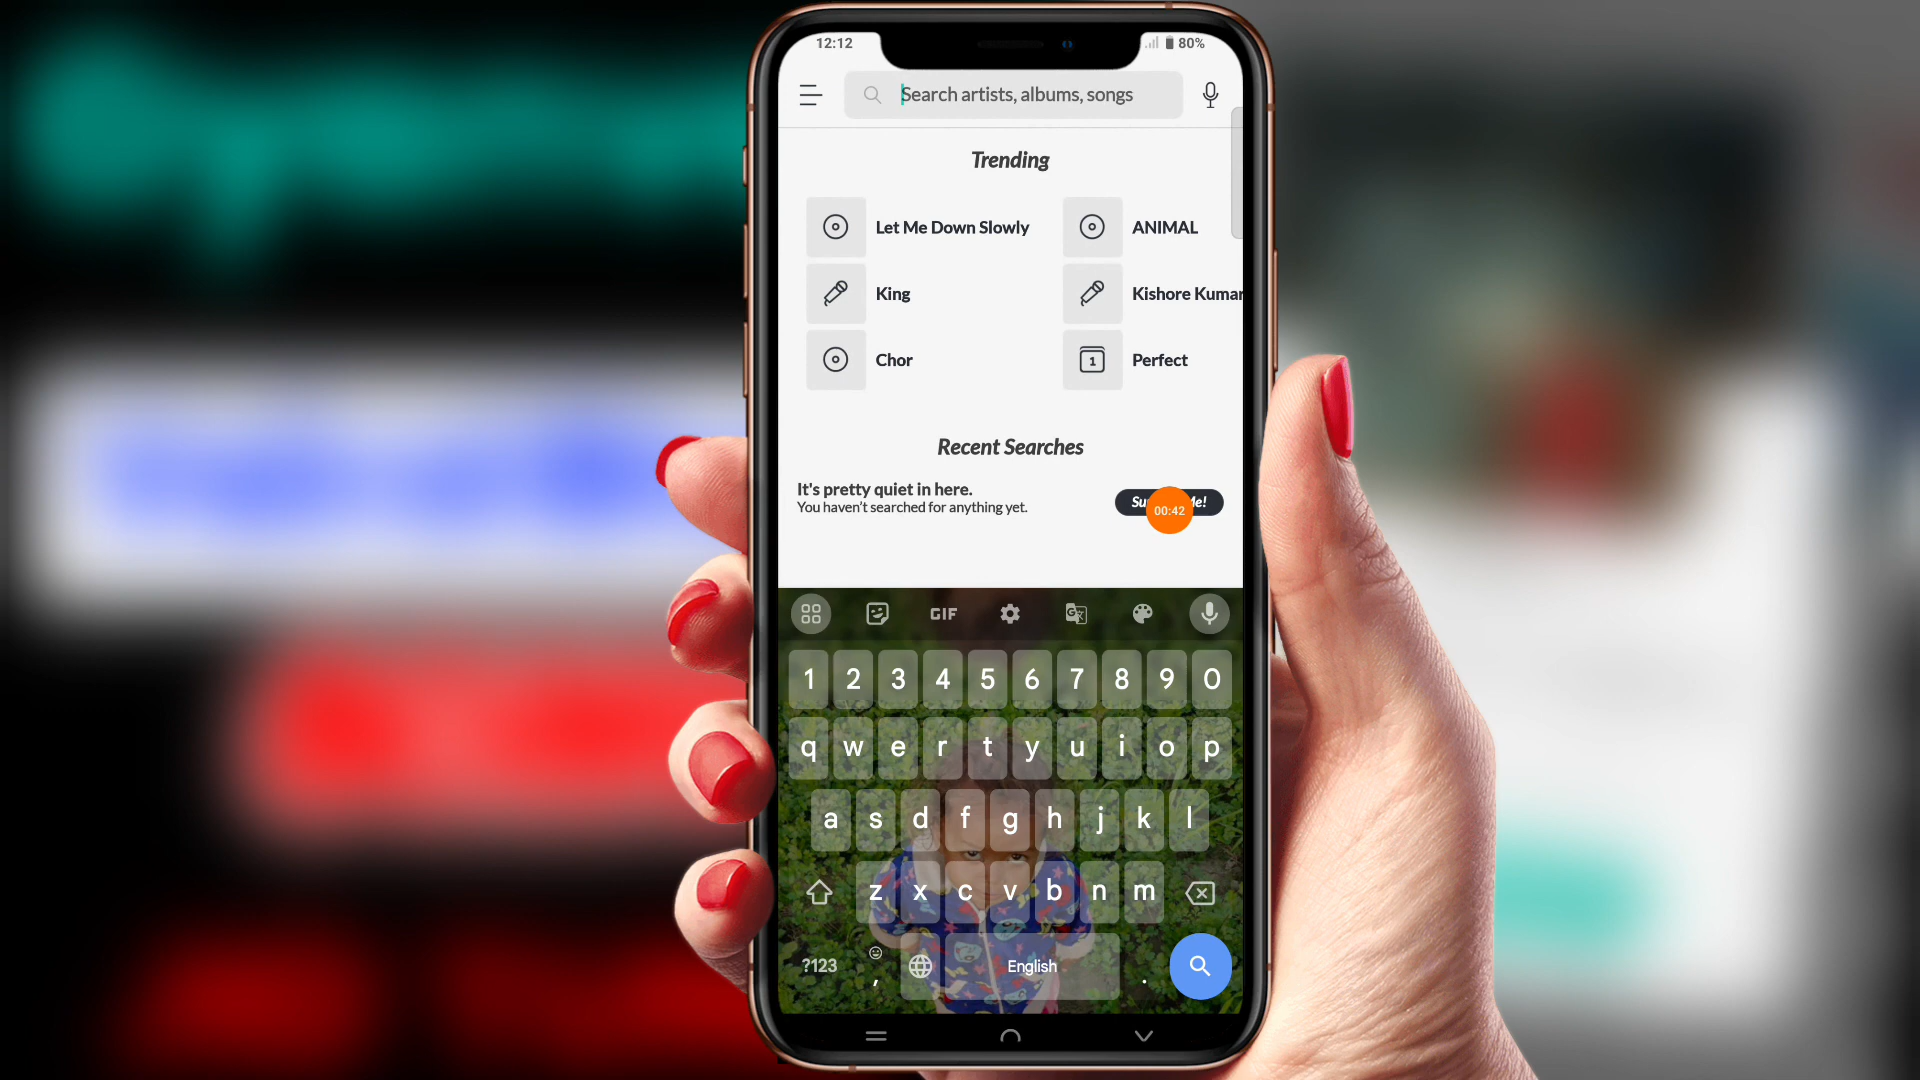 12:12
80%
Search artists, albums, songs
Trending
Let Me Down Slowly
ANIMAL
King
Kishore Kumar
Chor
1
Perfect
Recent Searches
It's pretty quiet in here.
You haven't searched for anything yet.
00:42
GIF
1 2 3 4 5 6 7 8 9 0
q w e r t y u i o p
a s d f g h j k l
z x c v b n m
?123 , English .